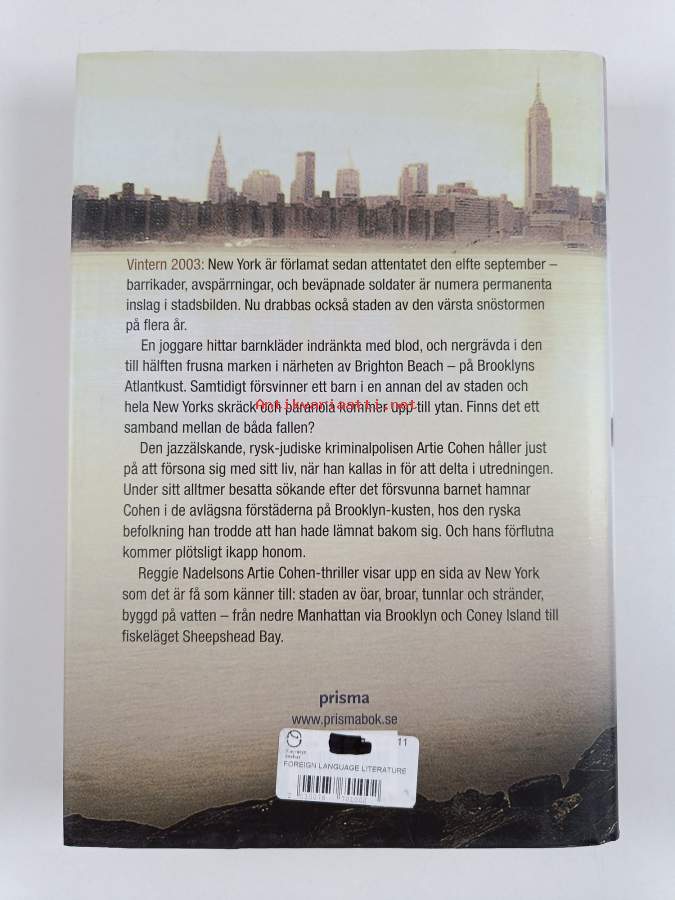 Vintern 2003: New York är förlamat sedan attentatet den elfte september –
barrikader, avspärrningar, och beväpnade soldater är numera permanenta
inslag i stadsbilden. Nu drabbas också staden av den värsta snöstormen
på flera år.
En joggare hittar barnkläder indränkta med blod, och nergrävda i den
till hälften frusna marken i närheten av Brighton Beach – på Brooklyns
Atlantkust. Samtidigt försvinner ett barn i en annan del av staden och
hela New Yorks skräck och paranoia kommer upp till ytan. Finns det ett
Antikvariaatti.net
samband mellan de båda fallen?
Den jazzälskande, rysk-judiske kriminalpolisen Artie Cohen håller just
på att försona sig med sitt liv, när han kallas in för att delta i utredningen.
Under sitt alltmer besatta sökande efter det försvunna barnet hamnar
Cohen i de avlägsna förstäderna på Brooklyn-kusten, hos den ryska
befolkning han trodde att han hade lämnat bakom sig. Och hans förflutna
kommer plötsligt ikapp honom.
Reggie Nadelsons Artie Cohen-thriller visar upp en sida av New York
som det är få som känner till: staden av öar, broar, tunnlar och stränder,
byggd på vatten – från nedre Manhattan via Brooklyn och Coney Island till
fiskeläget Sheepshead Bay.
prisma
www.prismabok.se
11
FOREIGN LANGUAGE LITERATURE